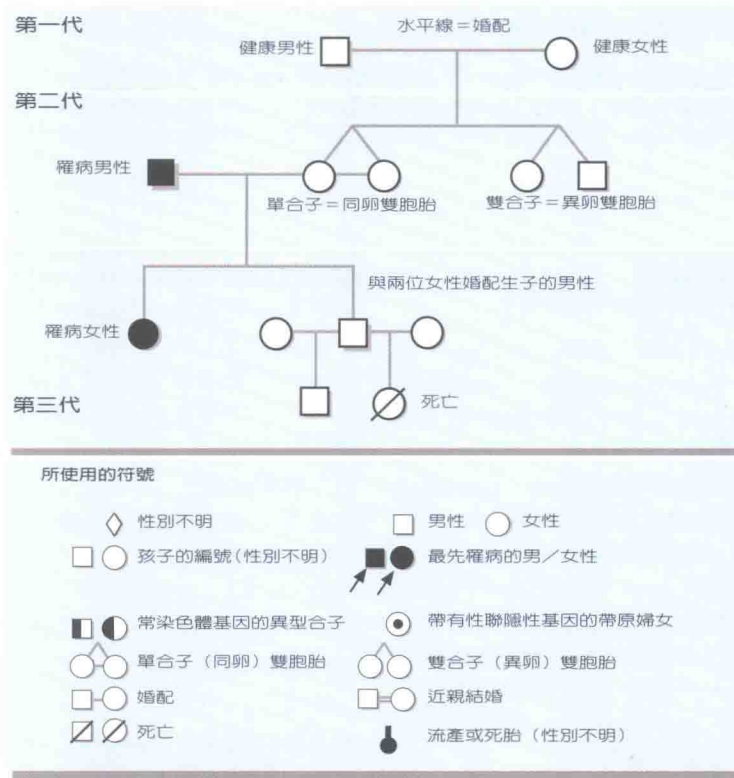 第一代
水平線＝婚配
健康男性
健康女性
第二代
罹病男性
單合子＝同卵雙胞胎
雙合子＝異卵雙胞胎
與兩位女性婚配生子的男性
罹病女性
第三代
死亡
所使用的符號
性別不明
男性
女性
孩子的編號（性別不明）
最先罹病的男／女性
常染色體基因的異型合子
帶有性聯隱性基因的帶原婦女
單合子（同卵）雙胞胎
雙合子（異卵）雙胞胎
婚配
近親結婚
死亡
流產或死胎（性別不明）